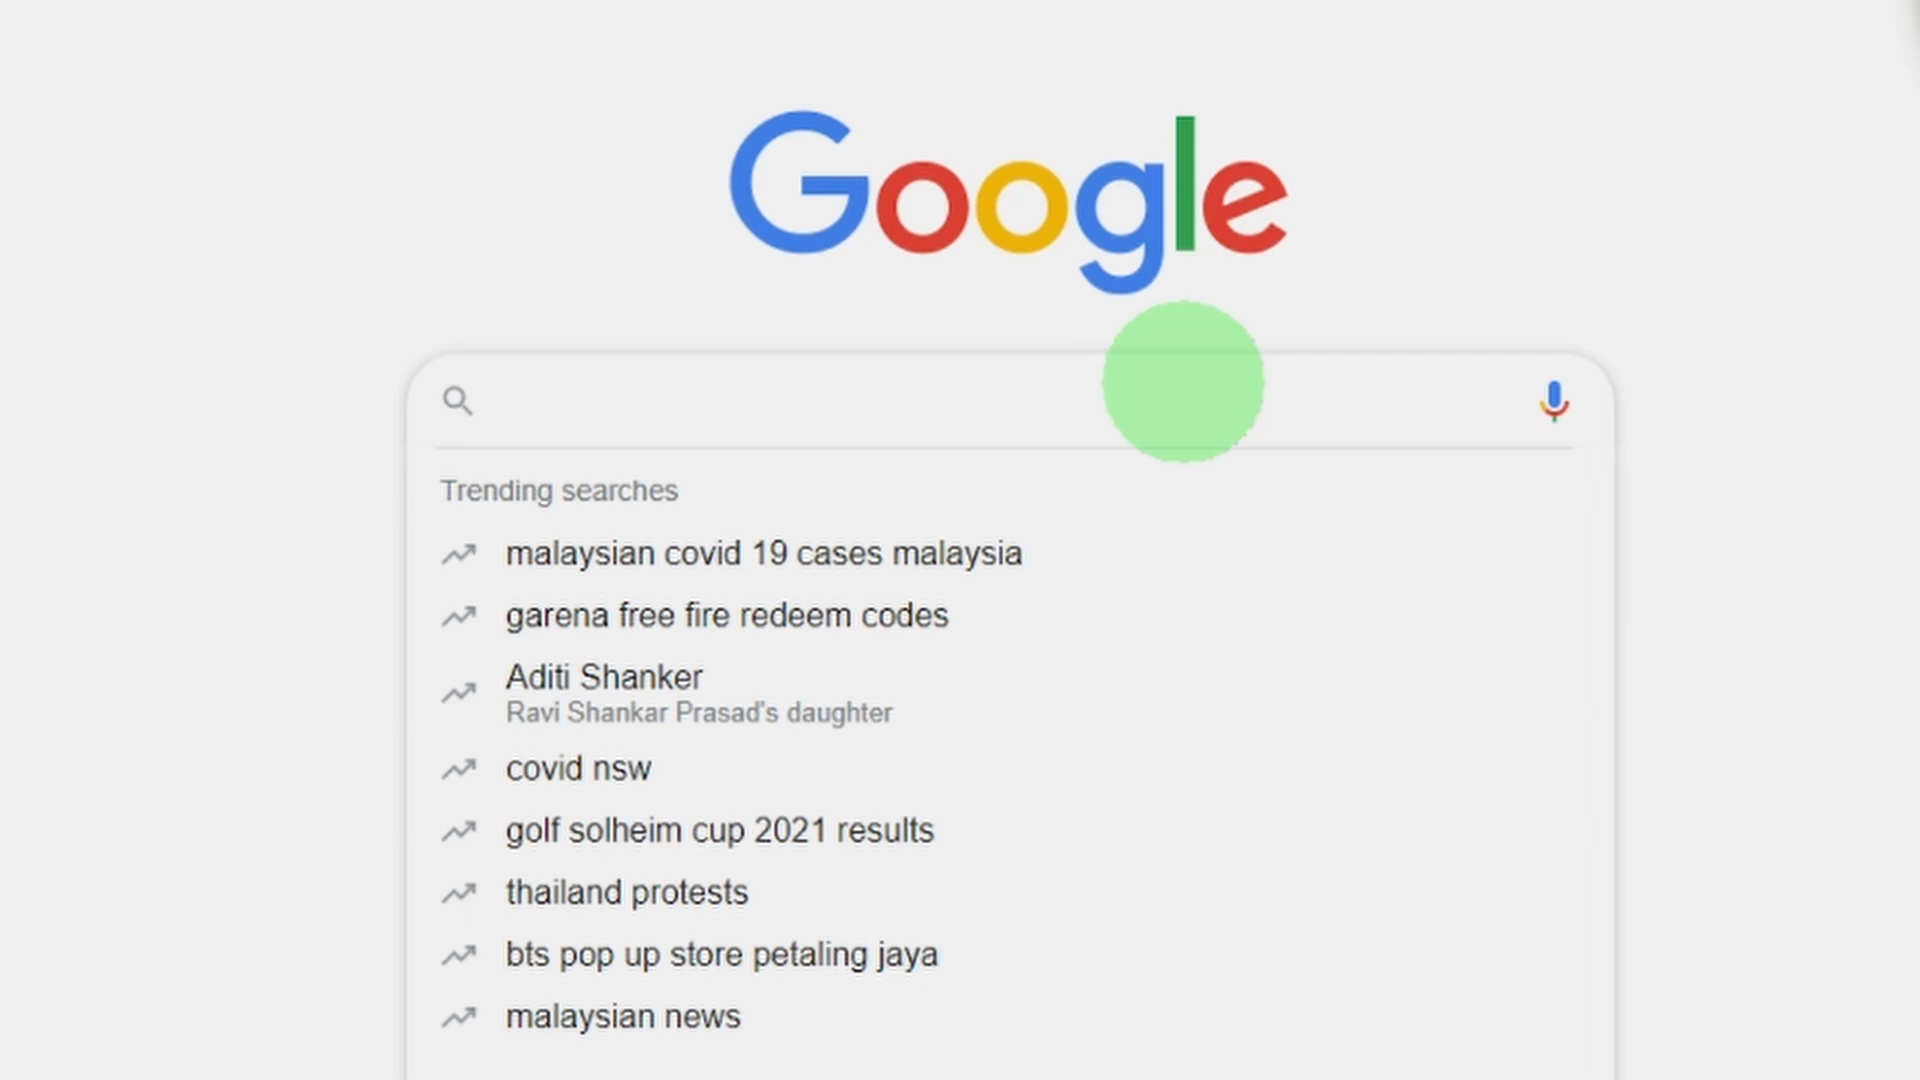 Google
Trending searches
malaysian covid 19 cases malaysia
garena free fire redeem codes
Aditi Shanker
Ravi Shankar Prasad's daughter
covid nsw
golf solheim cup 2021 results
thailand protests
bts pop up store petaling jaya
malaysian news